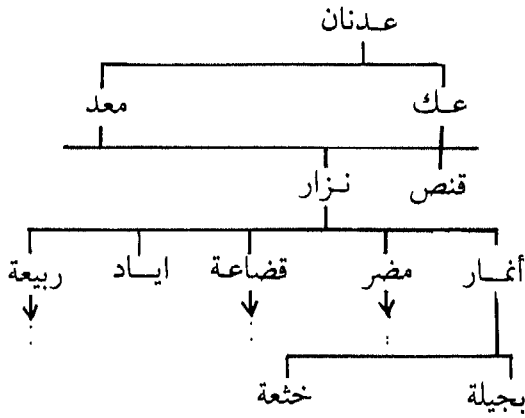 عدنان
عك معد
قنص نزار
أنمار مضر قضاعة اياد ربيعة
بجيلة خثعة